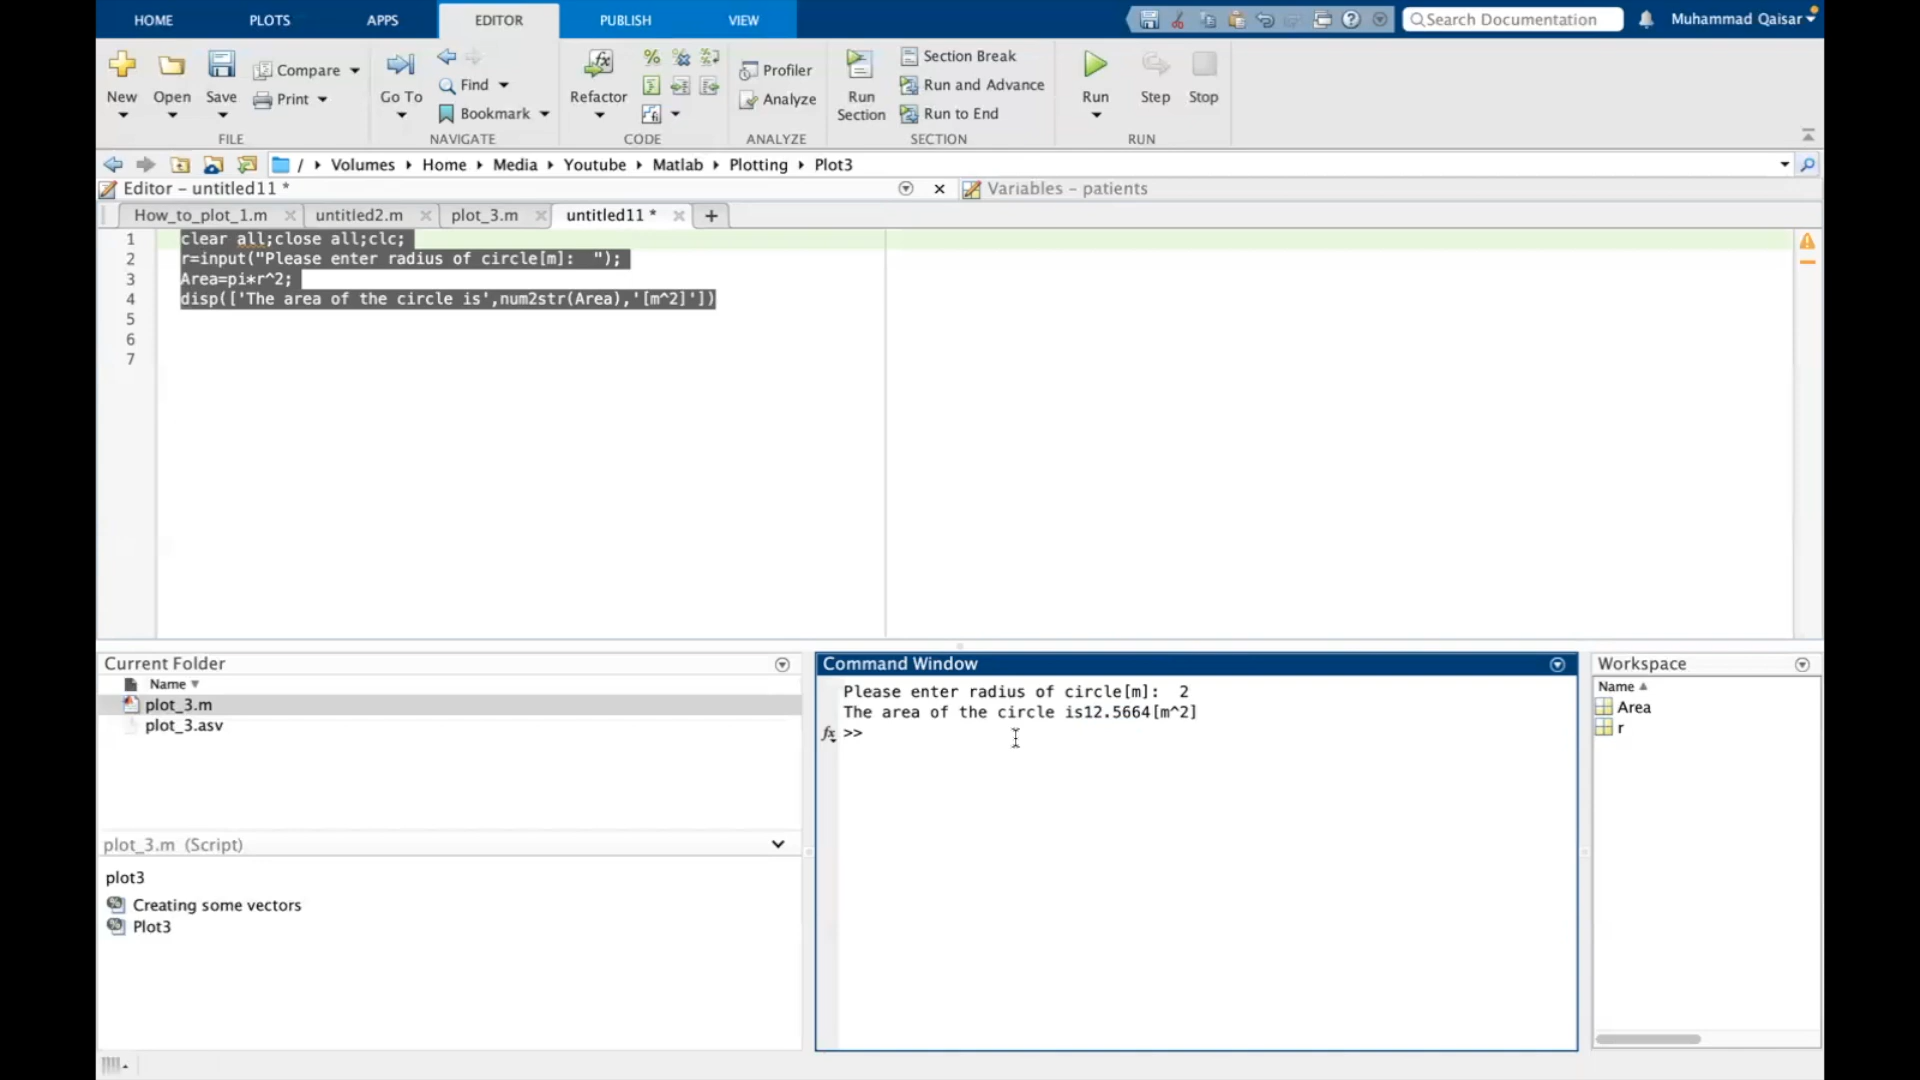 HOME PLOTS APPS EDITOR PUBLISH VIEW Search Documentation Muhammad Qaisar
New Open Save Compare Print Go To Find Bookmark Refactor Profiler Analyze Run Section Section Break Run and Advance Run to End Run Step Stop
FILE NAVIGATE CODE ANALYZE SECTION RUN
/ Volumes Home Media Youtube Matlab Plotting Plot3
Editor - untitled11 * Variables - patients
How_to_plot_1.m untitled2.m plot_3.m untitled11 * +
1 clear all;close all;clc;
2 r=input("Please enter radius of circle[m]:  ");
3 Area=pi*r^2;
4 disp(['The area of the circle is',num2str(Area),'[m^2]'])
5
6
7
Current Folder
Name
plot_3.m
plot_3.asv
plot_3.m (Script)
plot3
Creating some vectors
Plot3
Command Window
Please enter radius of circle[m]:  2
The area of the circle is12.5664[m^2]
fx >>
Workspace
Name
Area
r